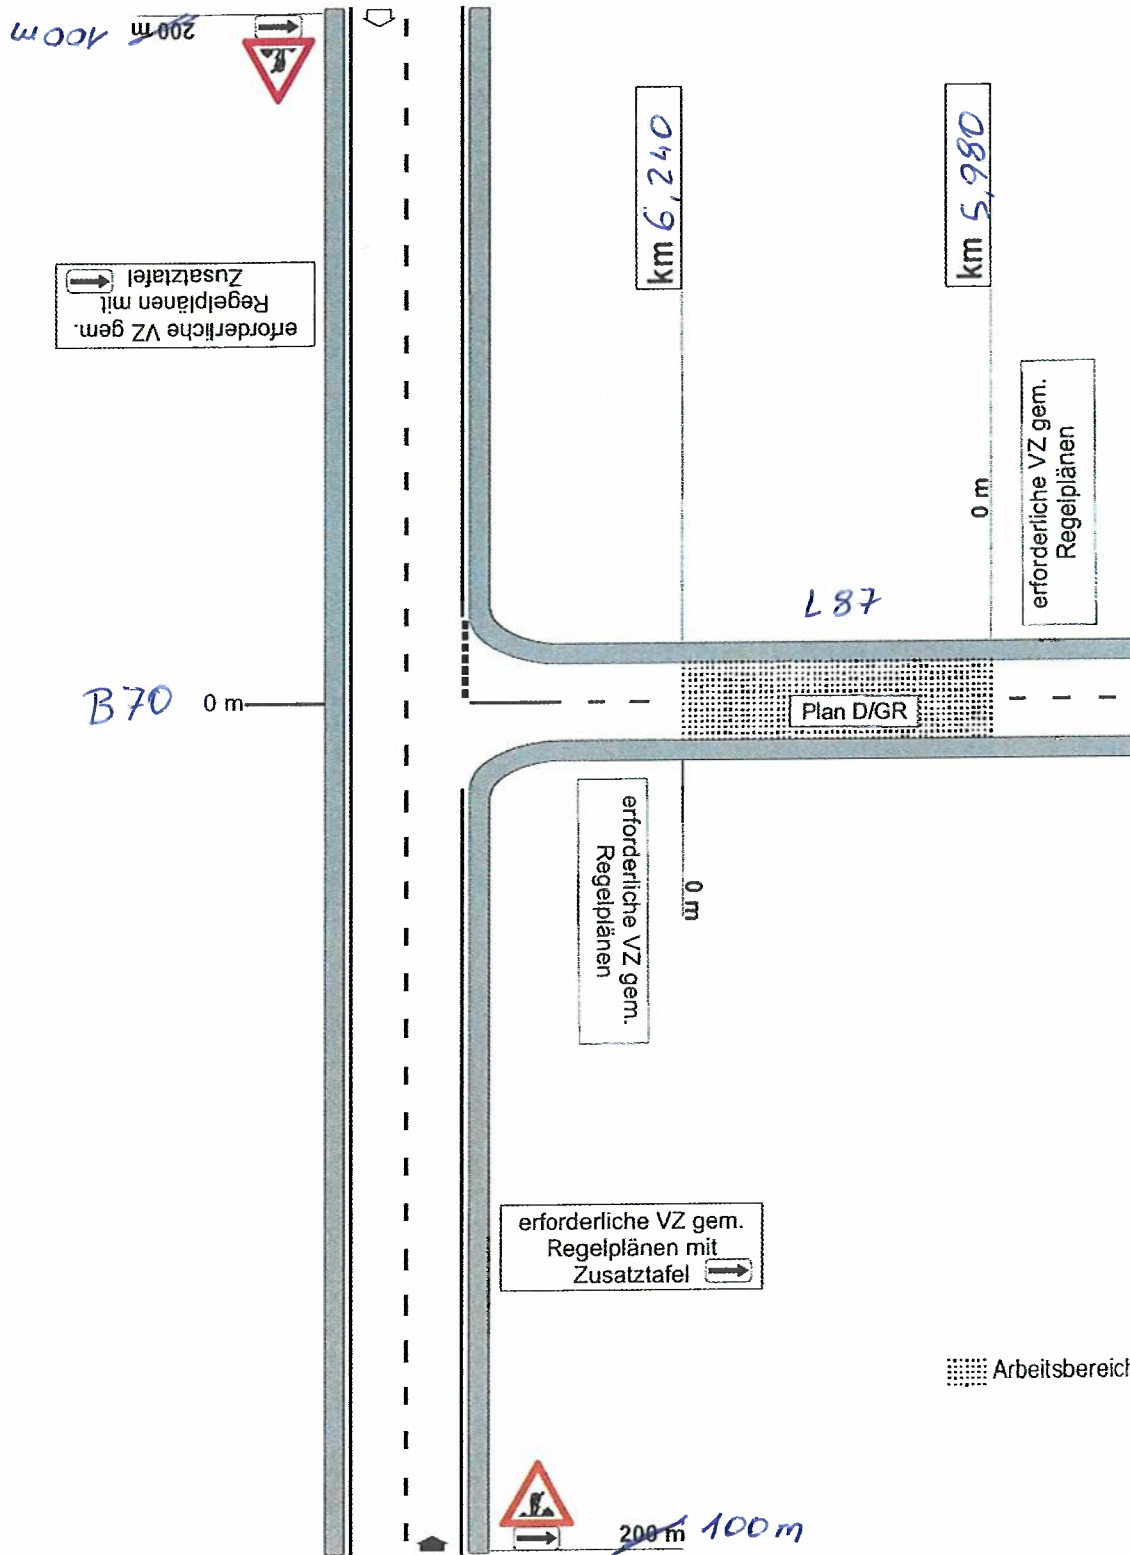 100m 200 m
erforderliche VZ gem.
Regelplänen mit
Zusatztafel
km 6,240
km 5,980
0 m
erforderliche VZ gem.
Regelplänen
L87
B70 0 m
Plan D/GR
erforderliche VZ gem.
Regelplänen
0 m
erforderliche VZ gem.
Regelplänen mit
Zusatztafel
Arbeitsbereich
200 m 100m